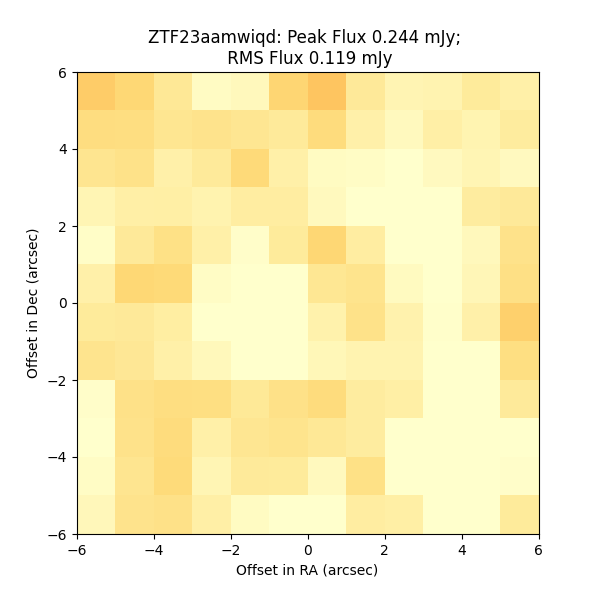 ZTF23aamwiqd: Peak Flux 0.244 mJy;
RMS Flux 0.119 mJy
6
4
2
0
−2
−4
−6
Offset in Dec (arcsec)
−6 −4 −2 0 2 4 6
Offset in RA (arcsec)